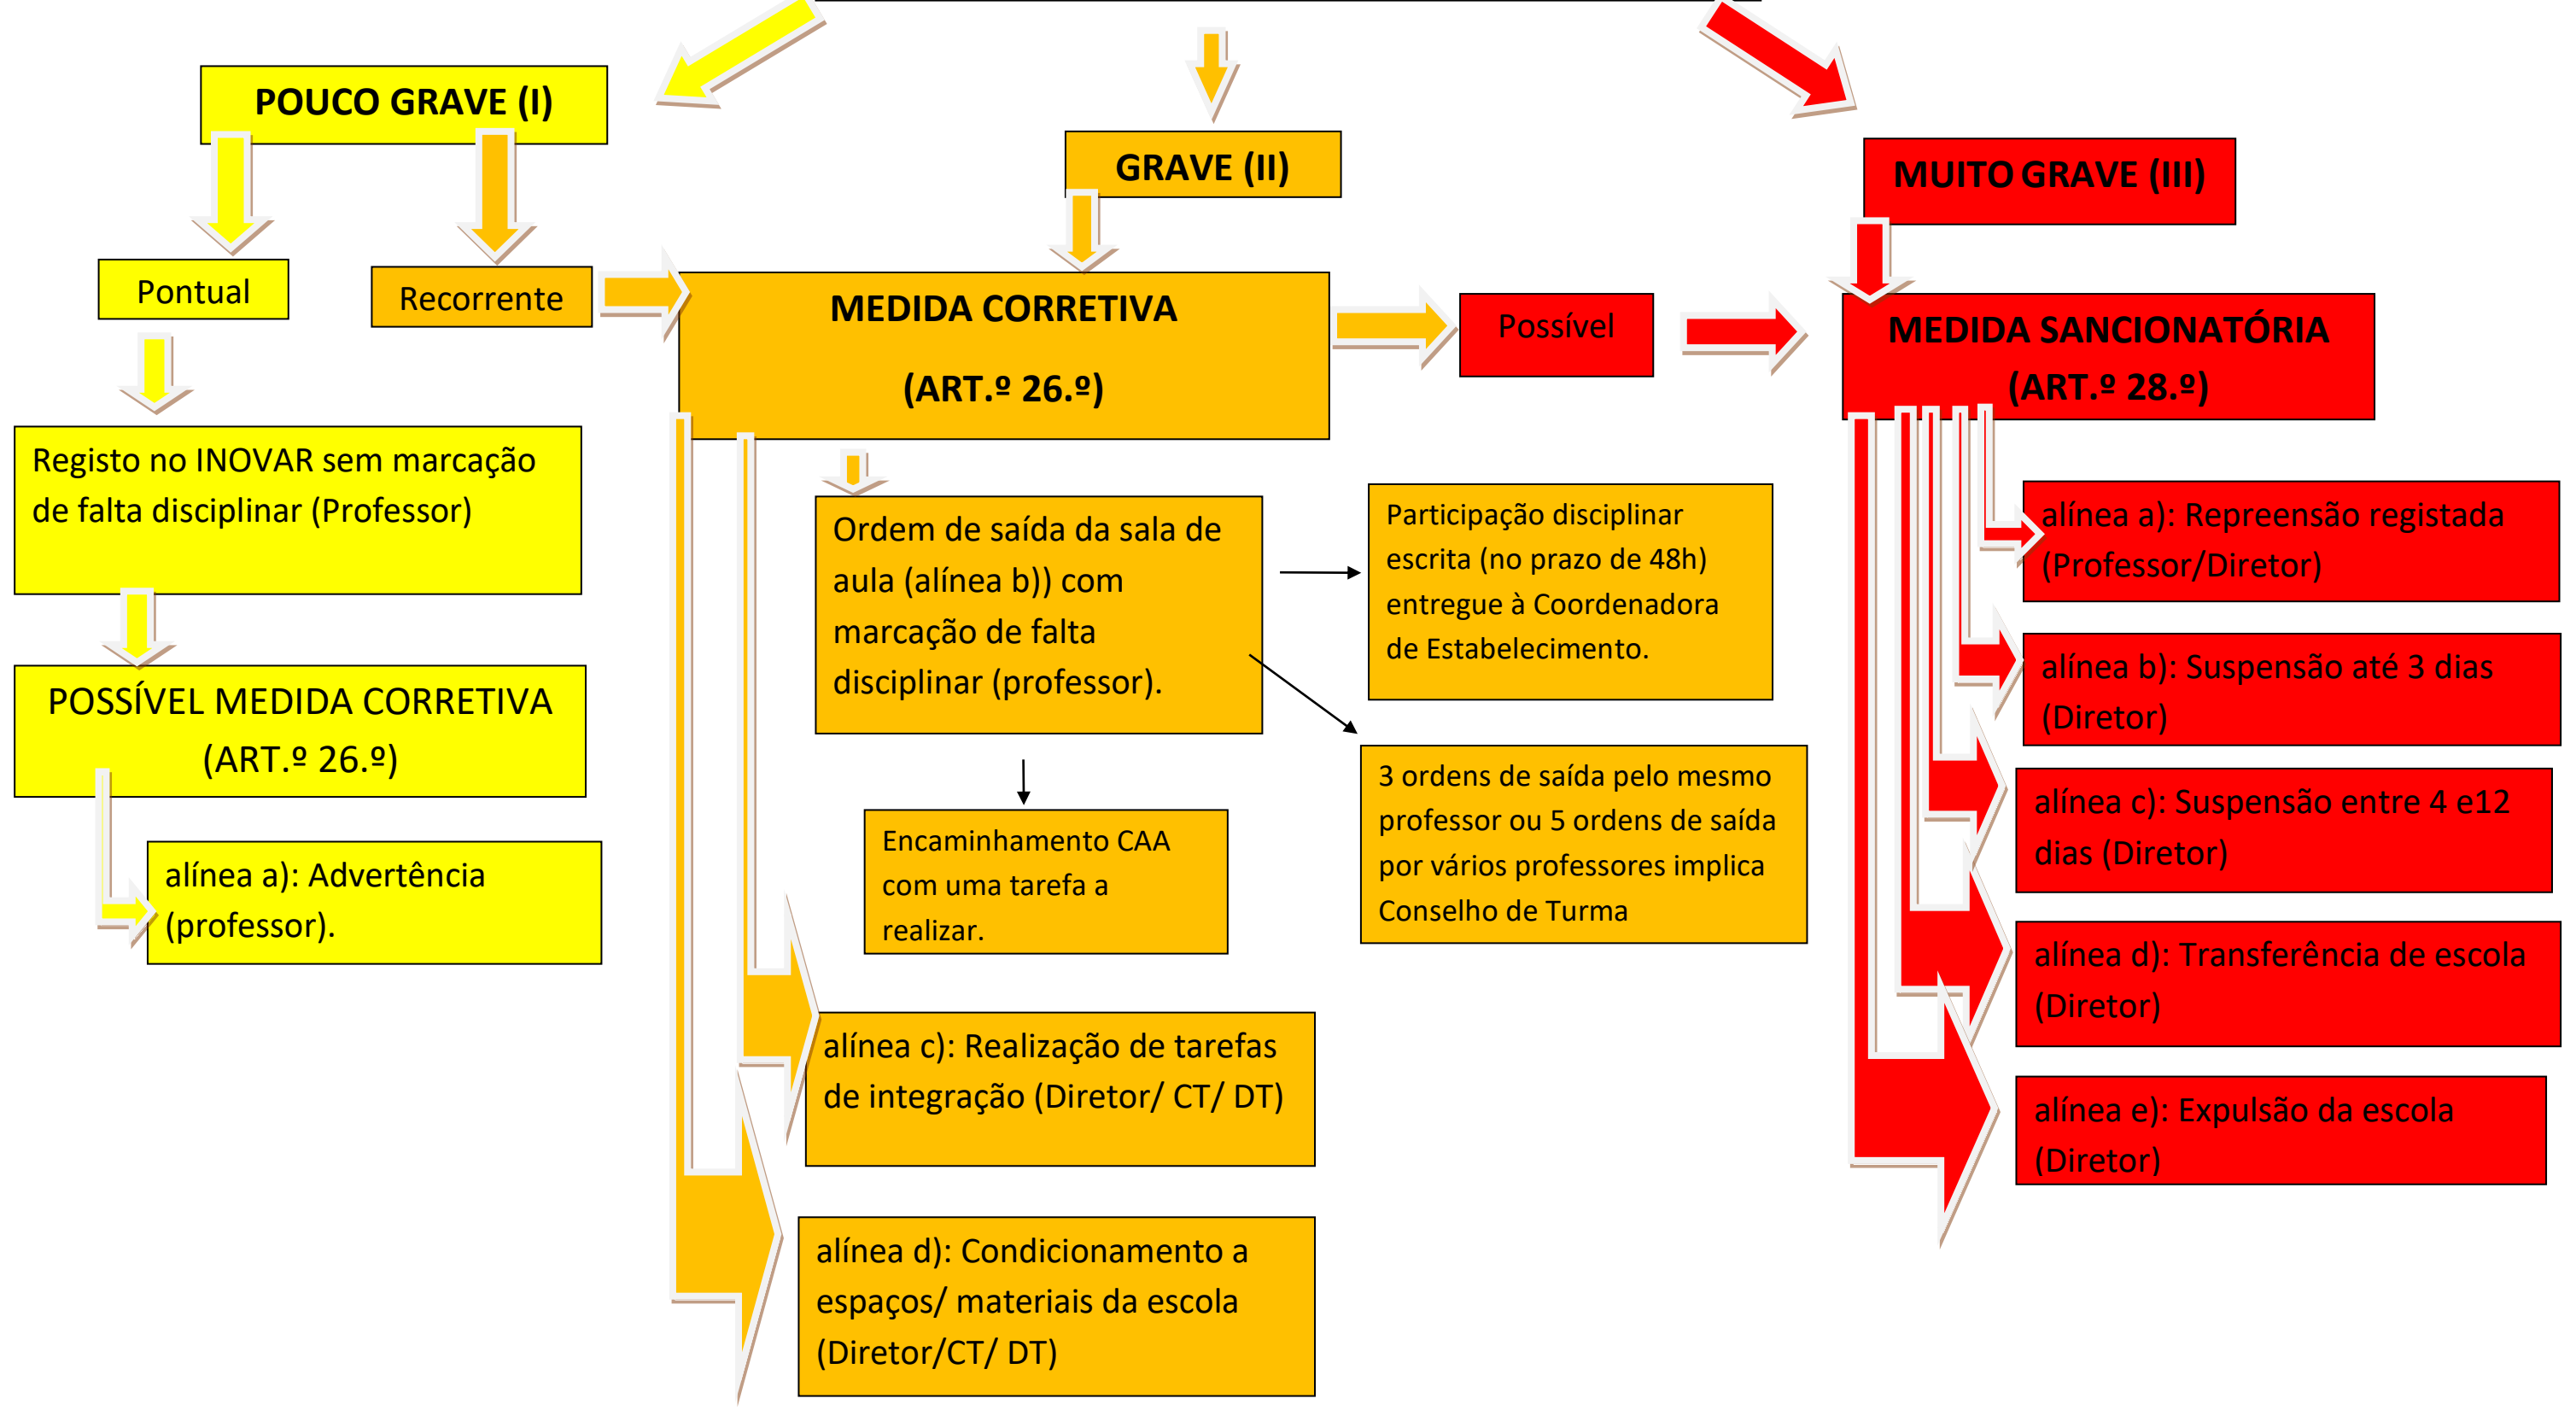 POUCO GRAVE (I)
GRAVE (II)
MUITO GRAVE (III)
Pontual
Recorrente
MEDIDA CORRETIVA
(ART.º 26.º)
Possível
MEDIDA SANCIONATÓRIA
(ART.º 28.º)
Registo no INOVAR sem marcação
de falta disciplinar (Professor)
POSSÍVEL MEDIDA CORRETIVA
(ART.º 26.º)
alínea a): Advertência
(professor).
Ordem de saída da sala de
aula (alínea b)) com
marcação de falta
disciplinar (professor).
Participação disciplinar
escrita (no prazo de 48h)
entregue à Coordenadora
de Estabelecimento.
3 ordens de saída pelo mesmo
professor ou 5 ordens de saída
por vários professores implica
Conselho de Turma
Encaminhamento CAA
com uma tarefa a
realizar.
alínea c): Realização de tarefas
de integração (Diretor/ CT/ DT)
alínea d): Condicionamento a
espaços/ materiais da escola
(Diretor/CT/ DT)
alínea a): Repreensão registada
(Professor/Diretor)
alínea b): Suspensão até 3 dias
(Diretor)
alínea c): Suspensão entre 4 e12
dias (Diretor)
alínea d): Transferência de escola
(Diretor)
alínea e): Expulsão da escola
(Diretor)